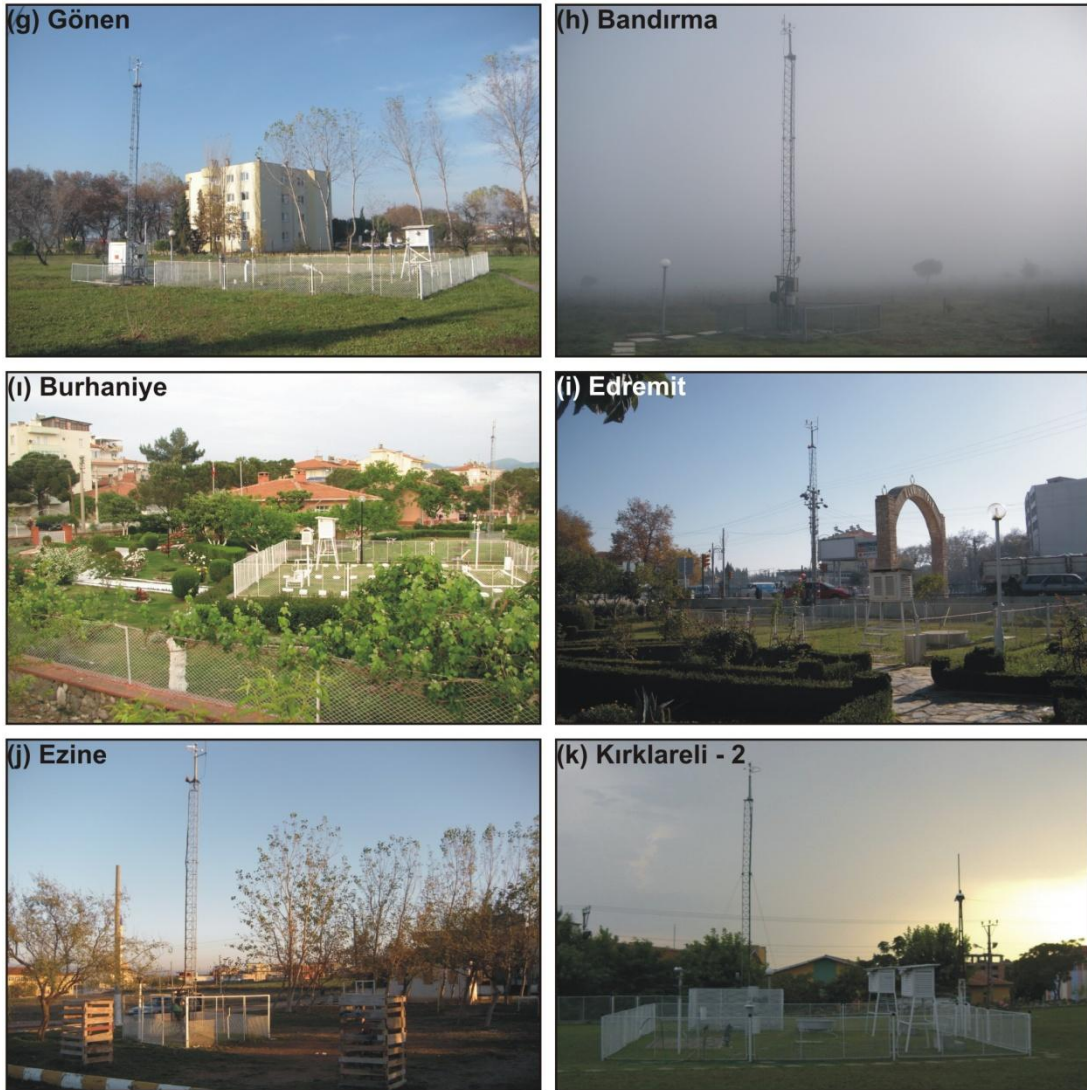 (g) Gönen
(h) Bandırma
(ı) Burhaniye
(i) Edremit
(j) Ezine
(k) Kırklareli - 2